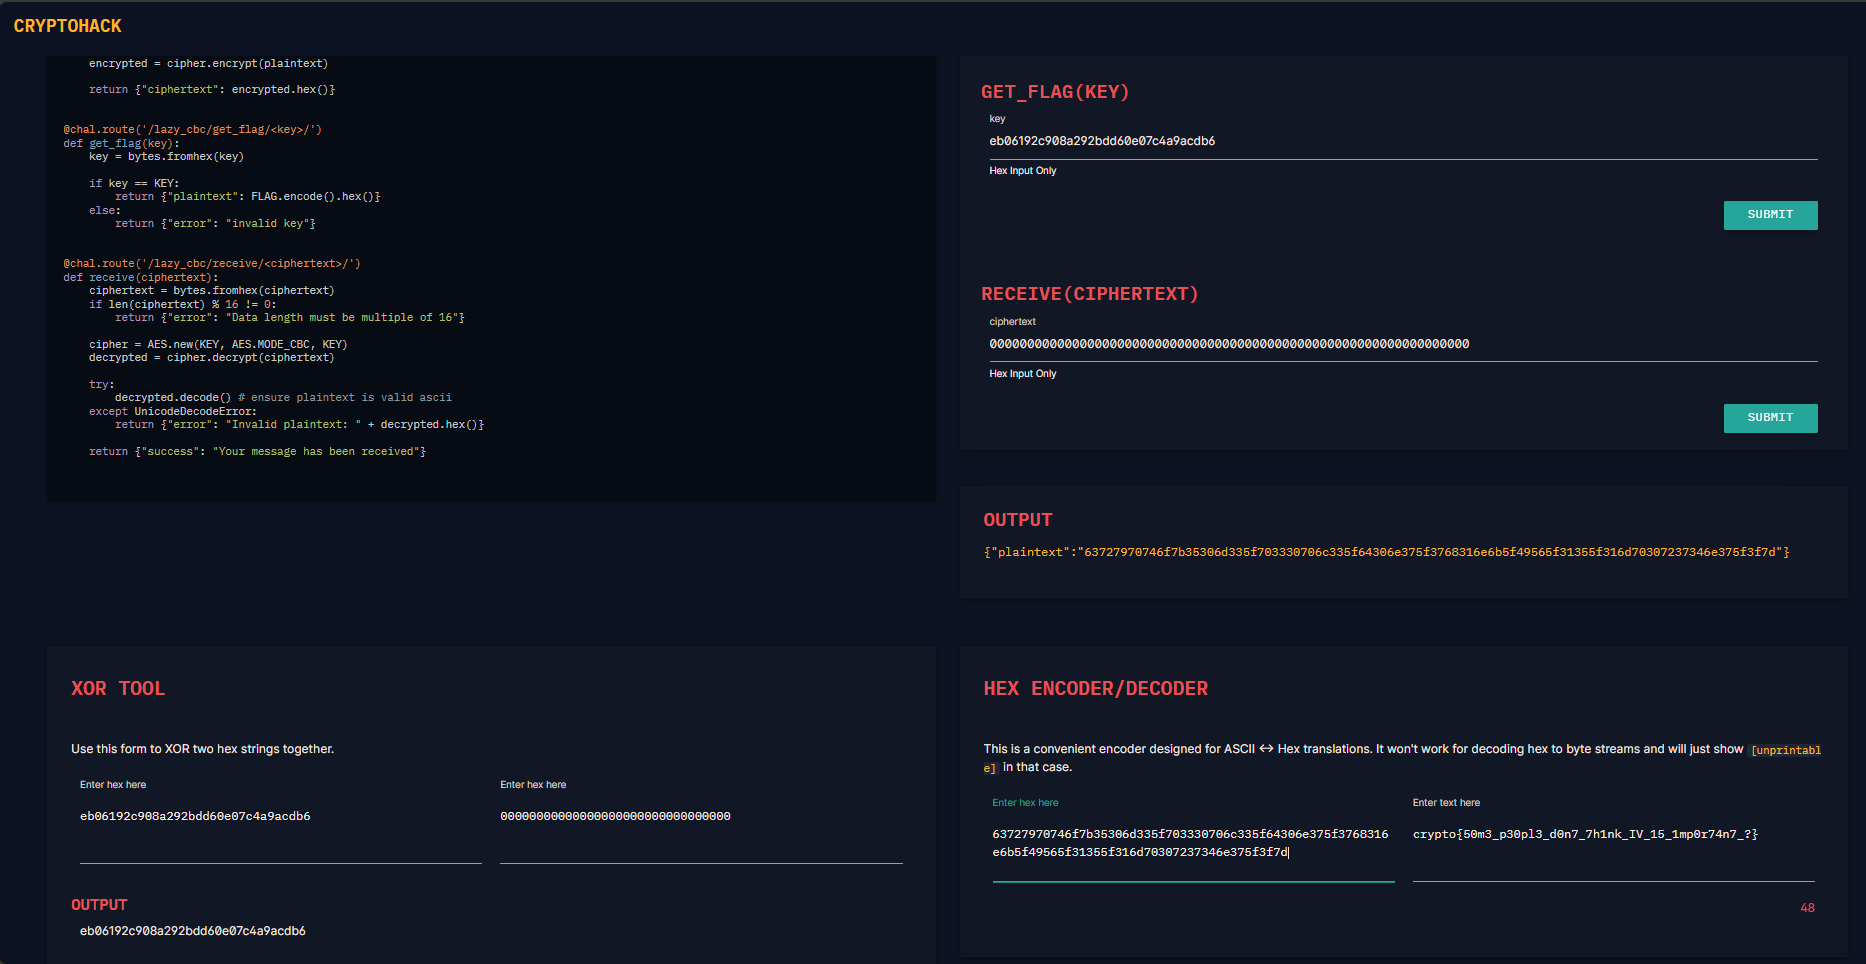 CRYPTOHACK
encrypted = cipher.encrypt(plaintext)
return {"ciphertext": encrypted.hex()}
@chal.route('/lazy_cbc/get_flag/<key>/')
def get_flag(key):
key = bytes.fromhex(key)
if key == KEY:
return {"plaintext": FLAG.encode().hex()}
else:
return {"error": "invalid key"}
@chal.route('/lazy_cbc/receive/<ciphertext>/')
def receive(ciphertext):
ciphertext = bytes.fromhex(ciphertext)
if len(ciphertext) % 16 != 0:
return {"error": "Data length must be multiple of 16"}
cipher = AES.new(KEY, AES.MODE_CBC, KEY)
decrypted = cipher.decrypt(ciphertext)
try:
decrypted.decode() # ensure plaintext is valid ascii
except UnicodeDecodeError:
return {"error": "Invalid plaintext: " + decrypted.hex()}
return {"success": "Your message has been received"}
GET_FLAG(KEY)
key
eb06192c908a292bdd60e07c4a9acdb6
Hex Input Only
SUBMIT
RECEIVE(CIPHERTEXT)
ciphertext
0000000000000000000000000000000000000000000000000000000000000000
Hex Input Only
SUBMIT
OUTPUT
{"plaintext":"63727970746f7b35306d335f703330706c335f64306e375f3768316e6b5f49565f31355f316d70307237346e375f3f7d"}
XOR TOOL
Use this form to XOR two hex strings together.
Enter hex here
Enter hex here
eb06192c908a292bdd60e07c4a9acdb6
00000000000000000000000000000000
OUTPUT
eb06192c908a292bdd60e07c4a9acdb6
HEX ENCODER/DECODER
This is a convenient encoder designed for ASCII <-> Hex translations. It won't work for decoding hex to byte streams and will just show [unprintabl
e] in that case.
Enter hex here
Enter text here
63727970746f7b35306d335f703330706c335f64306e375f3768316
e6b5f49565f31355f316d70307237346e375f3f7d
crypto{50m3_p30pl3_d0n7_7h1nk_IV_15_1mp0r74n7_?}
48